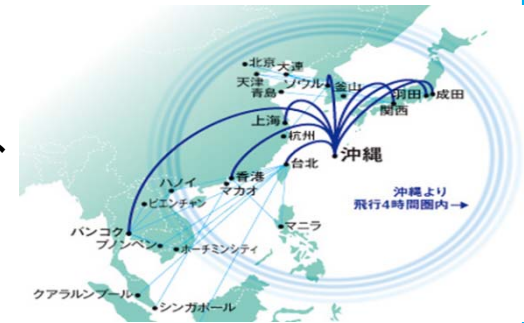 北京
大連
天津
ソウル
青島
釜山
羽田
成田
関西
上海
杭州
沖縄
台北
香港
マカオ
ハノイ
ビエンチャン
沖縄より
飛行4時間圏内→
バンコク
プノンペン
ホーチミンシティ
マニラ
クアラルンプール
シンガポール